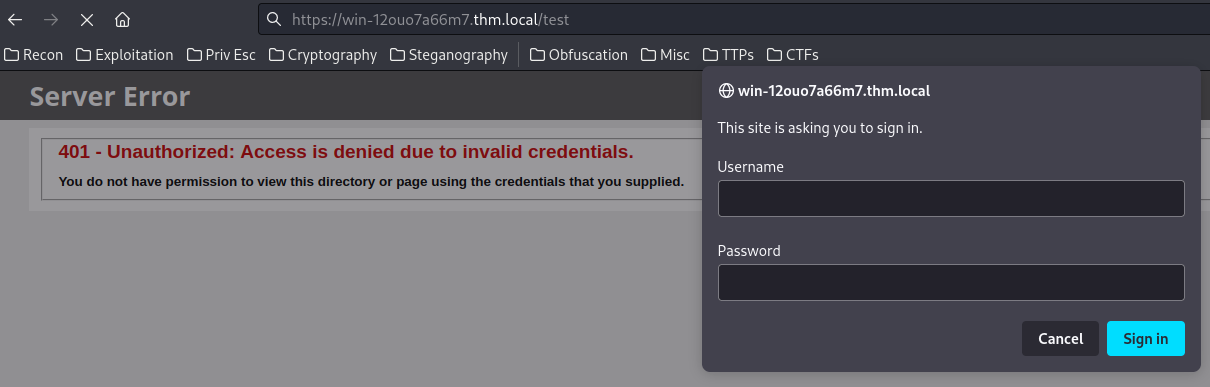 https://win-12ouo7a66m7.thm.local/test
Recon Exploitation Priv Esc Cryptography Steganography Obfuscation Misc TTPs CTFs
Server Error
401 - Unauthorized: Access is denied due to invalid credentials.
You do not have permission to view this directory or page using the credentials that you supplied.
win-12ouo7a66m7.thm.local
This site is asking you to sign in.
Username
Password
Cancel Sign in